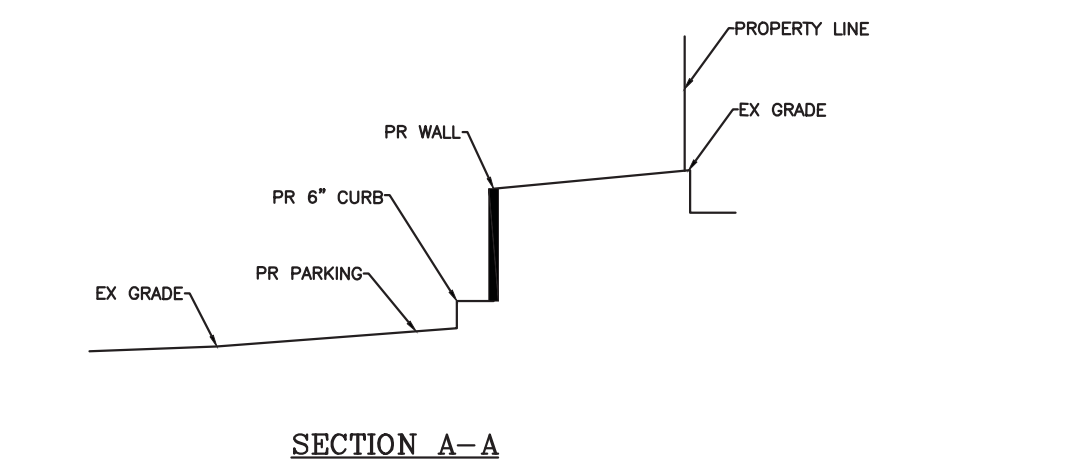 PROPERTY LINE
EX GRADE
PR WALL
PR 6” CURB
PR PARKING
EX GRADE
SECTION A-A